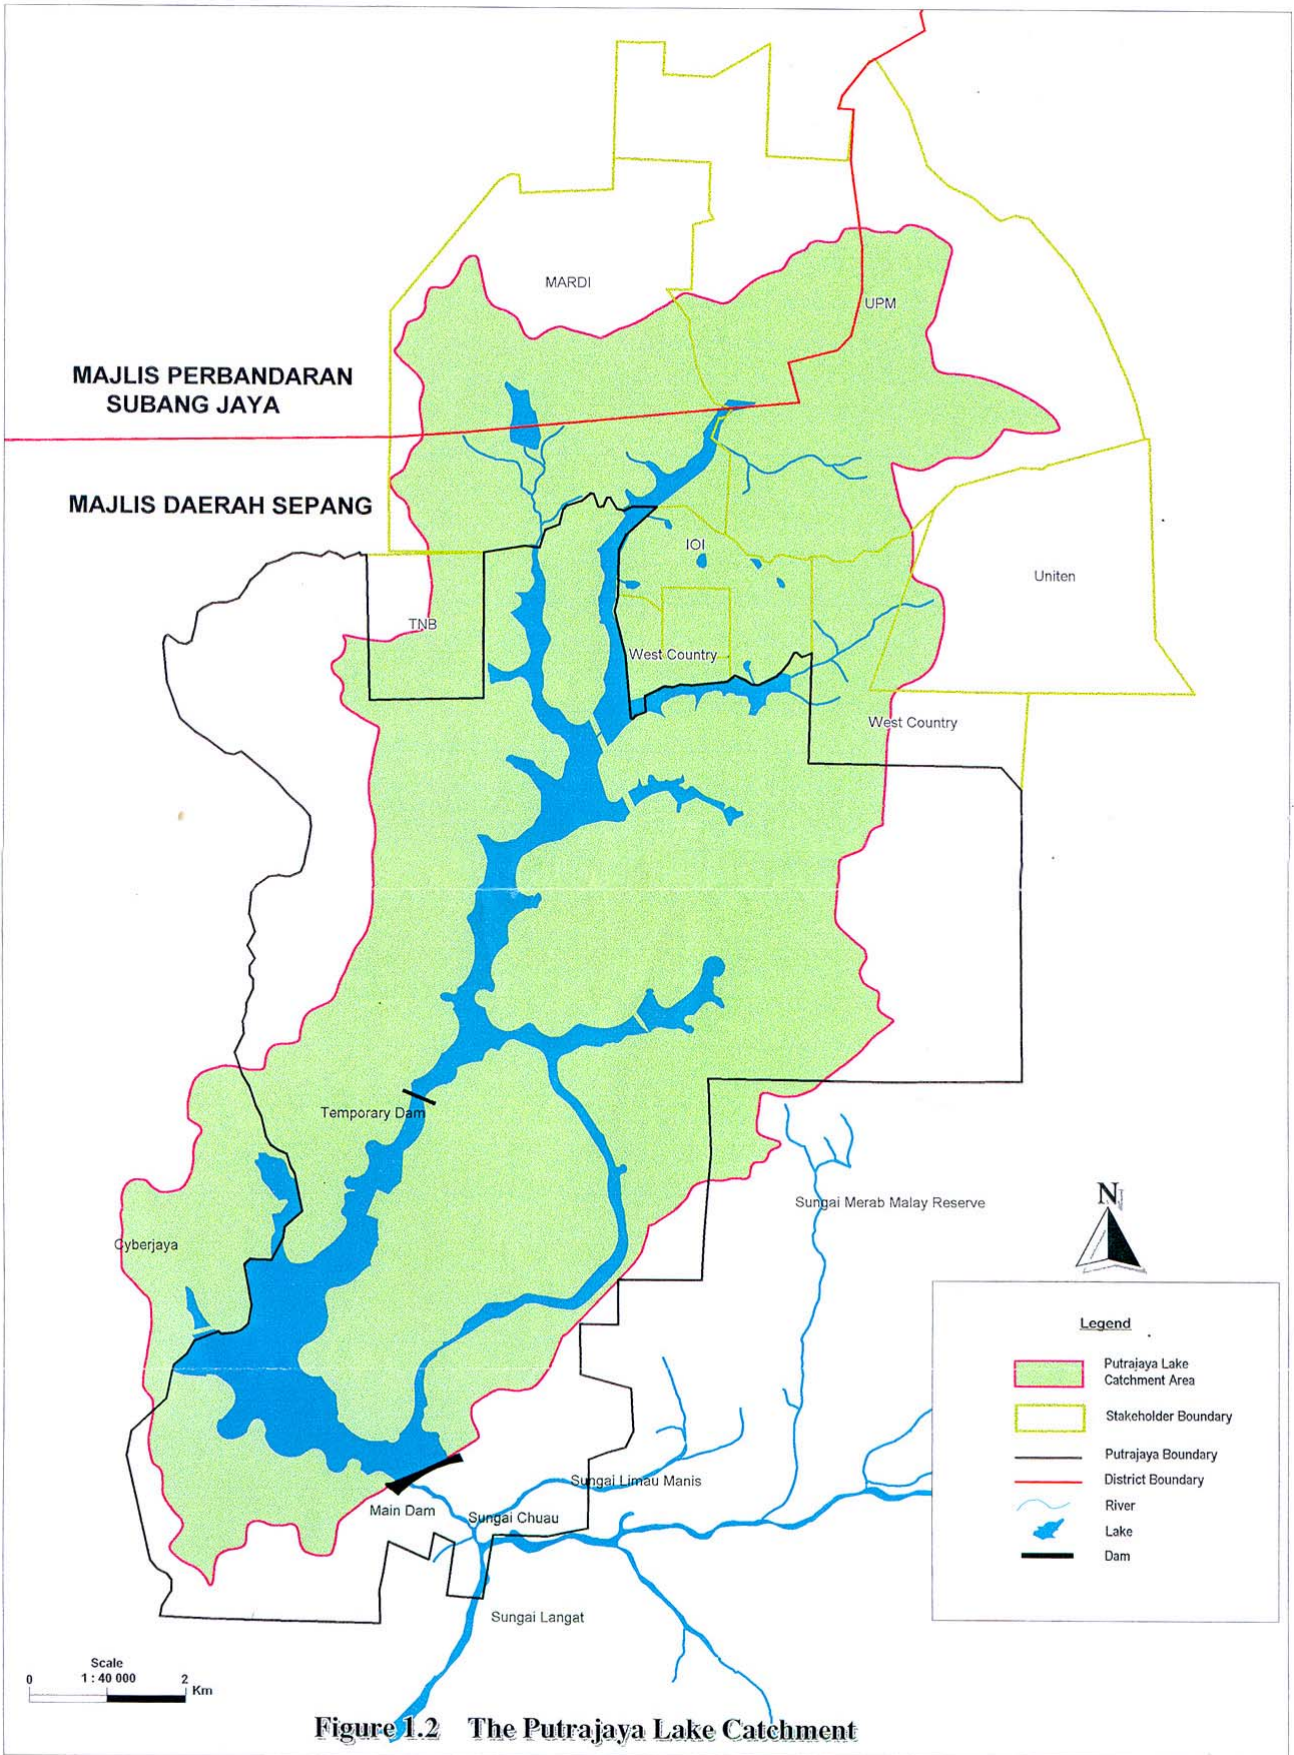 MARDI
UPM
MAJLIS PERBANDARAN
SUBANG JAYA
MAJLIS DAERAH SEPANG
IOI
Uniten
TNB
West Country
West Country
Temporary Dam
Sungai Merab Malay Reserve
N
Cyberjaya
Legend
Putrajaya Lake
Catchment Area
Stakeholder Boundary
Putrajaya Boundary
District Boundary
River
Lake
Dam
Sungai Limau Manis
Main Dam
Sungai Chuau
Sungai Langat
Scale
0 1 : 40 000 2
Km
Figure 1.2 The Putrajaya Lake Catchment